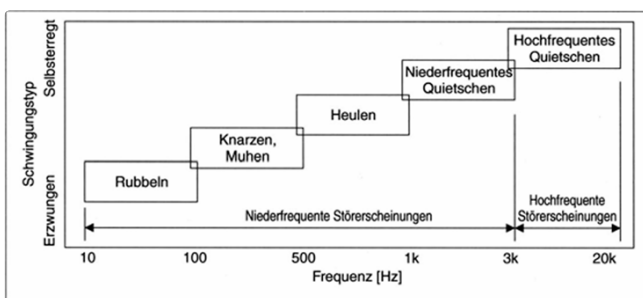 Schwingungstyp
Selbsterregt
Erzwungen
Hochfrequentes
Quietschen
Niederfrequentes
Quietschen
Heulen
Knarzen,
Muhen
Rubbeln
Niederfrequente Störerscheinungen
Hochfrequente
Störerscheinungen
10 100 500 1k 3k 20k
Frequenz [Hz]